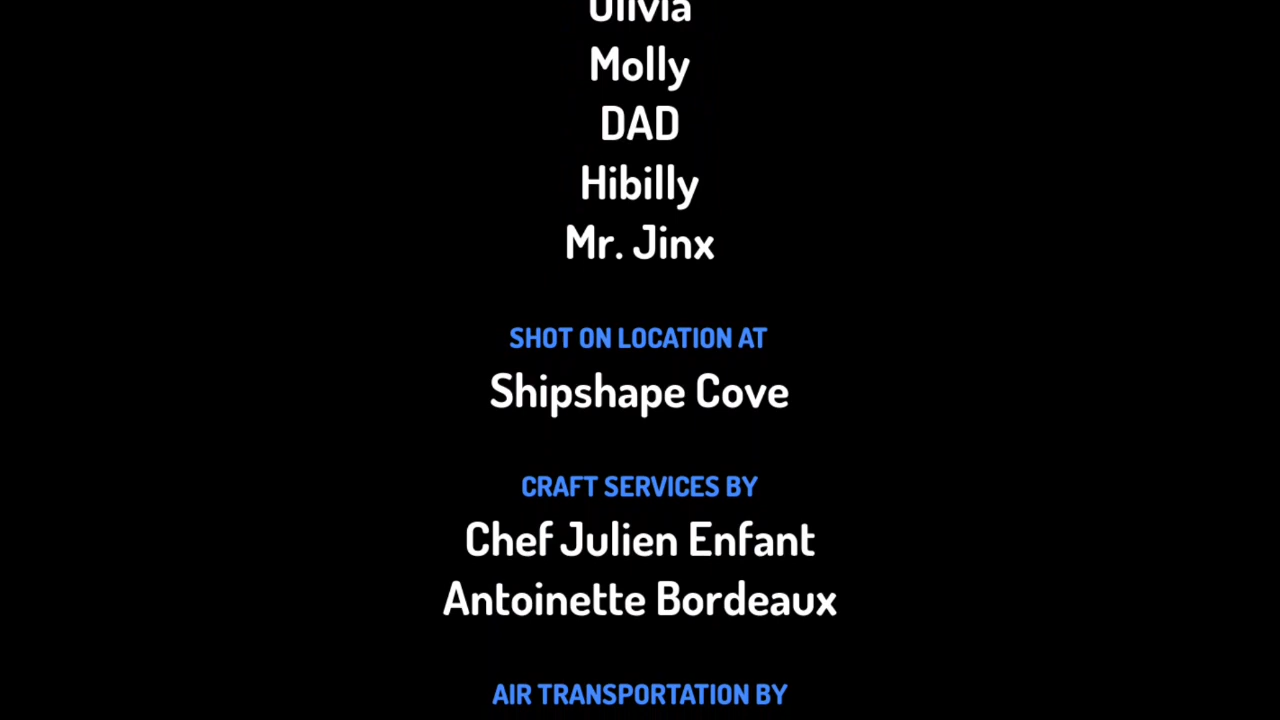 Olivia
Molly
DAD
Hibilly
Mr. Jinx
SHOT ON LOCATION AT
Shipshape Cove
CRAFT SERVICES BY
Chef Julien Enfant
Antoinette Bordeaux
AIR TRANSPORTATION BY